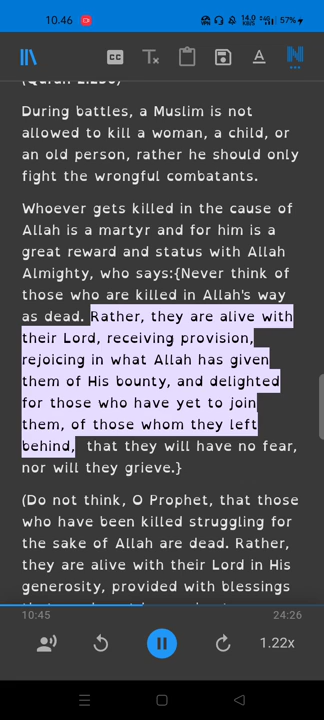 10.46
14.0
KB/S
57%
CC
N
During battles, a Muslim is not
allowed to kill a woman, a child, or
an old person, rather he should only
fight the wrongful combatants.
Whoever gets killed in the cause of
Allah is a martyr and for him is a
great reward and status with Allah
Almighty, who says:{Never think of
those who are killed in Allah's way
as dead. Rather, they are alive with
their Lord, receiving provision,
rejoicing in what Allah has given
them of His bounty, and delighted
for those who have yet to join
them, of those whom they left
behind, that they will have no fear,
nor will they grieve.}
(Do not think, O Prophet, that those
who have been killed struggling for
the sake of Allah are dead. Rather,
they are alive with their Lord in His
generosity, provided with blessings
10:45
24:26
1.22x